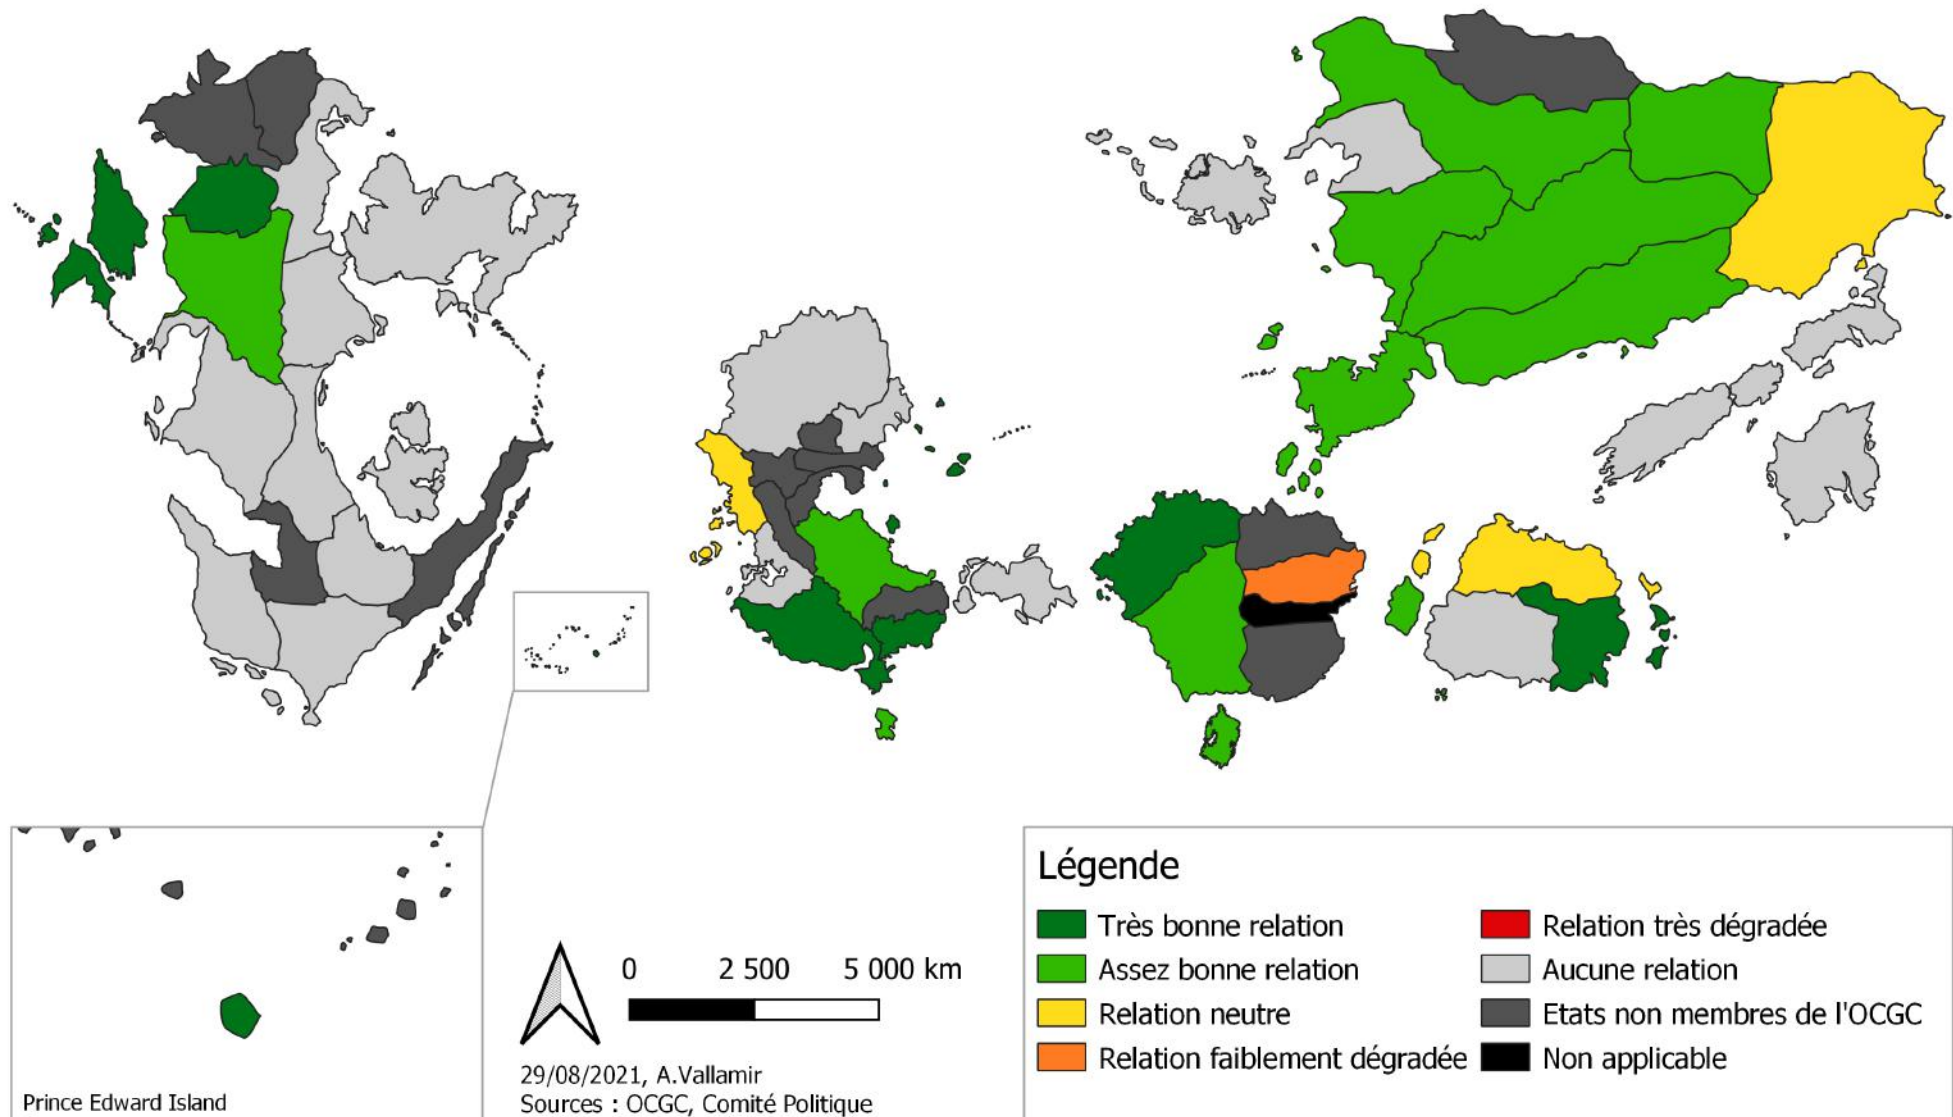 Prince Edward Island
0 2 500 5 000 km
29/08/2021, A.Vallamir
Sources : OCGC, Comité Politique
Légende
Très bonne relation
Assez bonne relation
Relation neutre
Relation faiblement dégradée
Relation très dégradée
Aucune relation
Etats non membres de l'OCGC
Non applicable